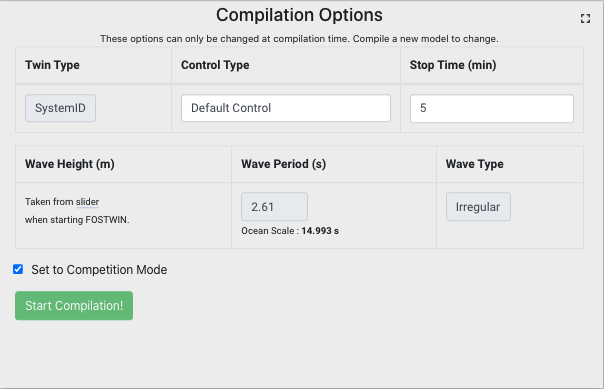 Compilation Options
These options can only be changed at compilation time. Compile a new model to change.
Twin Type Control Type Stop Time (min)
SystemID Default Control 5
Wave Height (m) Wave Period (s) Wave Type
Taken from slider
when starting FOSTWIN.
2.61 Irregular
Ocean Scale : 14.993 s
Set to Competition Mode
Start Compilation!